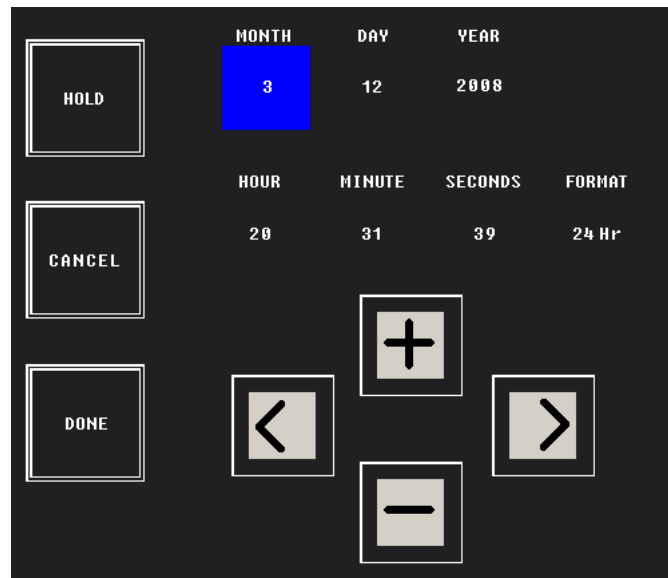 MONTH DAY YEAR
3 12 2008
HOLD
HOUR MINUTE SECONDS FORMAT
20 31 39 24 Hr
CANCEL
+
< >
DONE
−